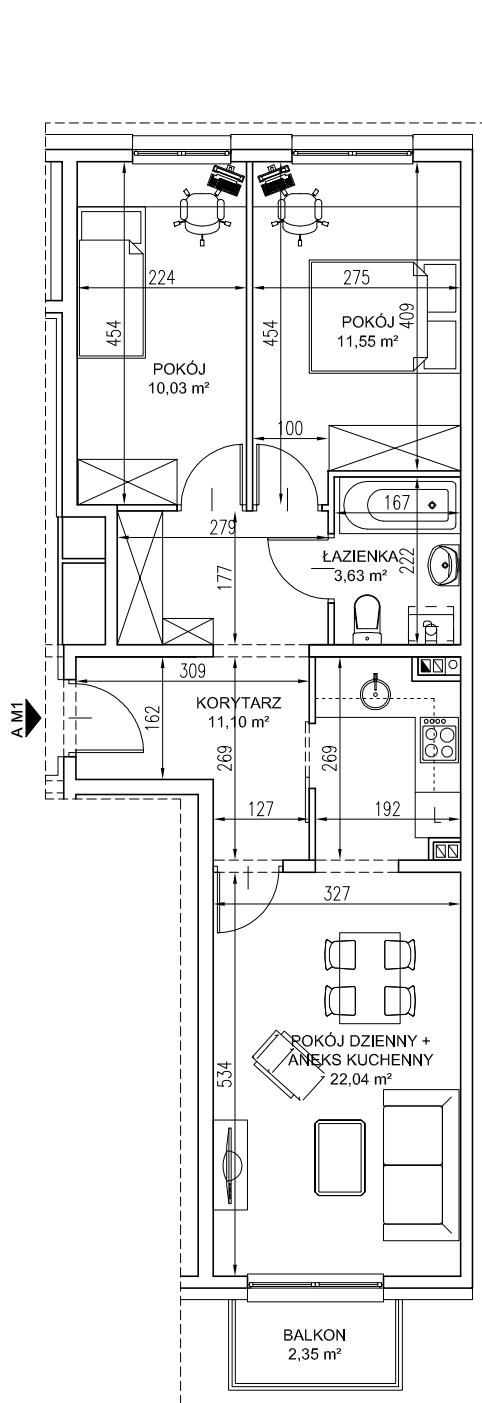 224
275
454
454
409
POKÓJ
11,55 m²
POKÓJ
10,03 m²
100
167
279
ŁAZIENKA
3,63 m²
222
177
309
KORYTARZ
11,10 m²
162
A M1
269
269
127
192
327
POKÓJ DZIENNY +
ANEKS KUCHENNY
22,04 m²
534
BALKON
2,35 m²